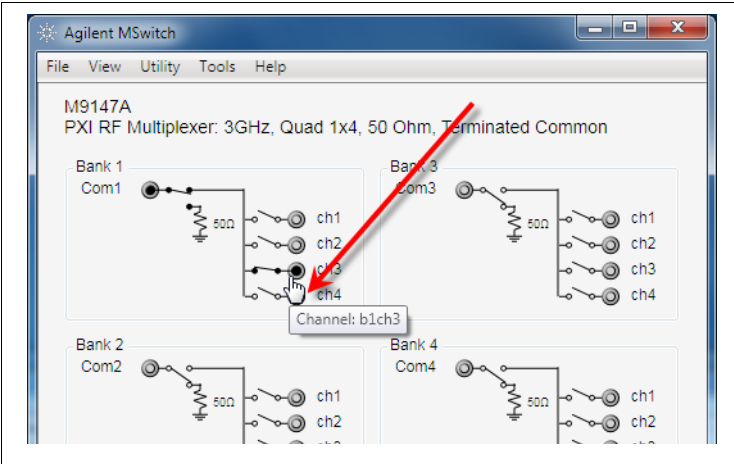 Agilent MSwitch
File View Utility Tools Help
M9147A
PXI RF Multiplexer: 3GHz, Quad 1x4, 50 Ohm, Terminated Common
Bank 1
Com1
50Ω
ch1
ch2
ch3
ch4
Channel: b1ch3
Bank 3
Com3
50Ω
ch1
ch2
ch3
ch4
Bank 2
Com2
50Ω
ch1
ch2
Bank 4
Com4
50Ω
ch1
ch2